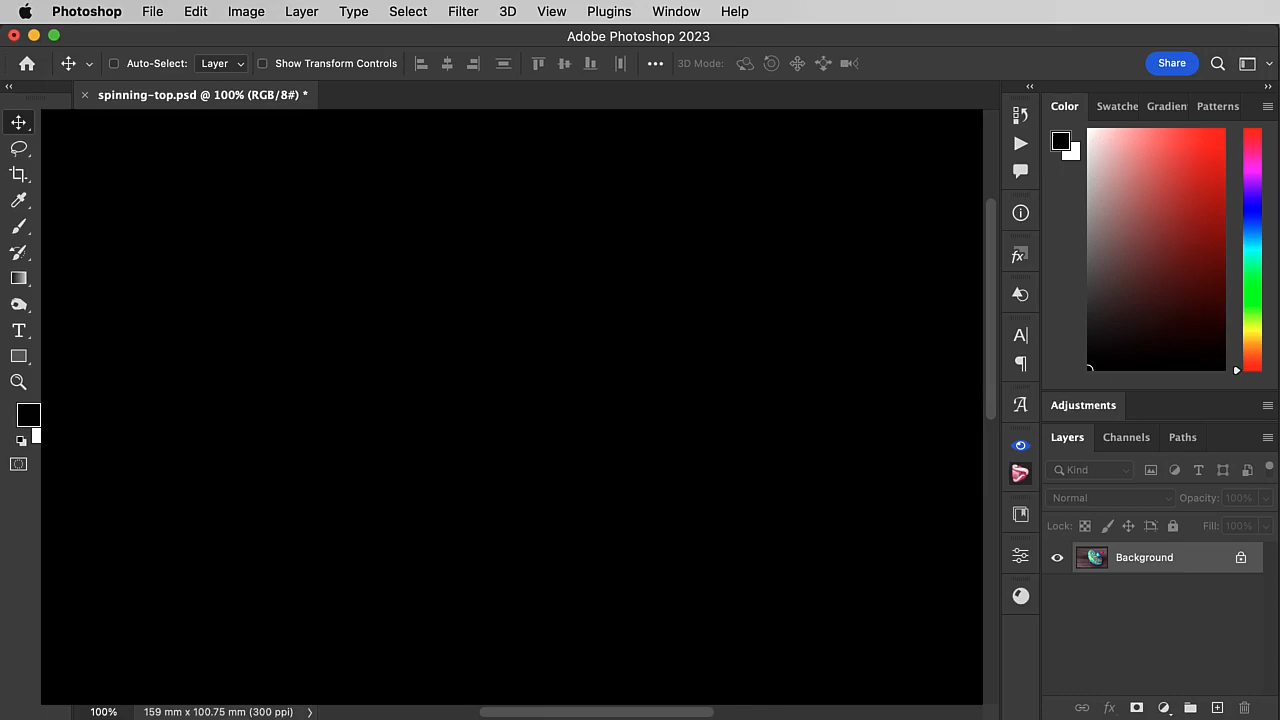 Photoshop File Edit Image Layer Type Select Filter 3D View Plugins Window Help
Adobe Photoshop 2023
Auto-Select: Layer Show Transform Controls 3D Mode: Share
spinning-top.psd @ 100% (RGB/8#) *
Color Swatche Gradien Patterns
Adjustments
Layers Channels Paths
Kind
Normal Opacity: 100%
Lock: Fill: 100%
Background
100% 159 mm x 100.75 mm (300 ppi)